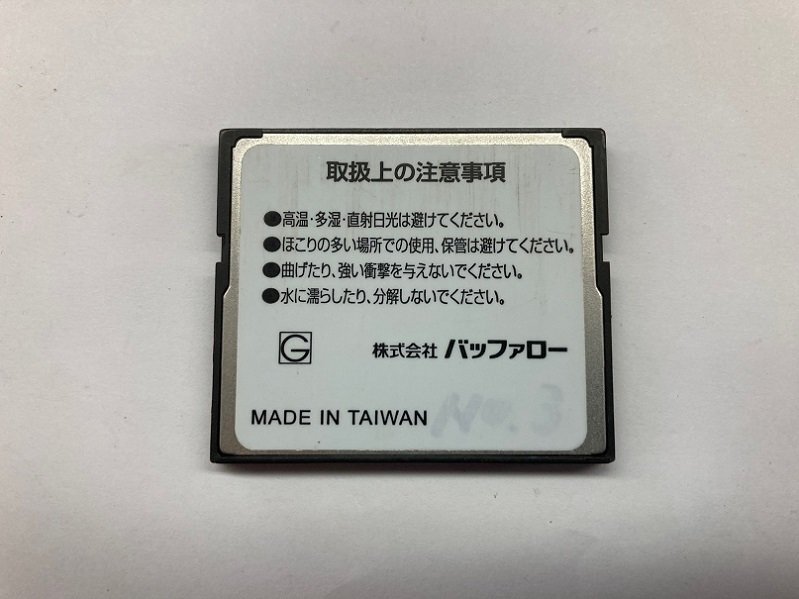 取扱上の注意事項
●高温・多湿・直射日光は避けてください。
●ほこりの多い場所での使用、保管は避けてください。
●曲げたり、強い衝撃を与えないでください。
●水に濡らしたり、分解しないでください。
G 株式会社 バッファロー
MADE IN TAIWAN No.3